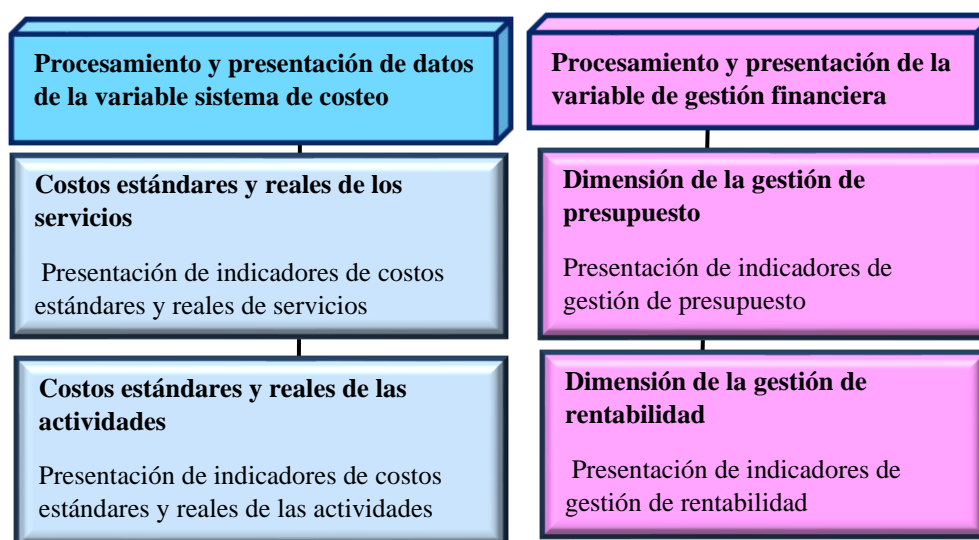 Procesamiento y presentación de datos
de la variable sistema de costeo
Costos estándares y reales de los
servicios
Presentación de indicadores de costos
estándares y reales de servicios
Costos estándares y reales de las
actividades
Presentación de indicadores de costos
estándares y reales de las actividades
Procesamiento y presentación de la
variable de gestión financiera
Dimensión de la gestión de
presupuesto
Presentación de indicadores de
gestión de presupuesto
Dimensión de la gestión de
rentabilidad
Presentación de indicadores de
gestión de rentabilidad